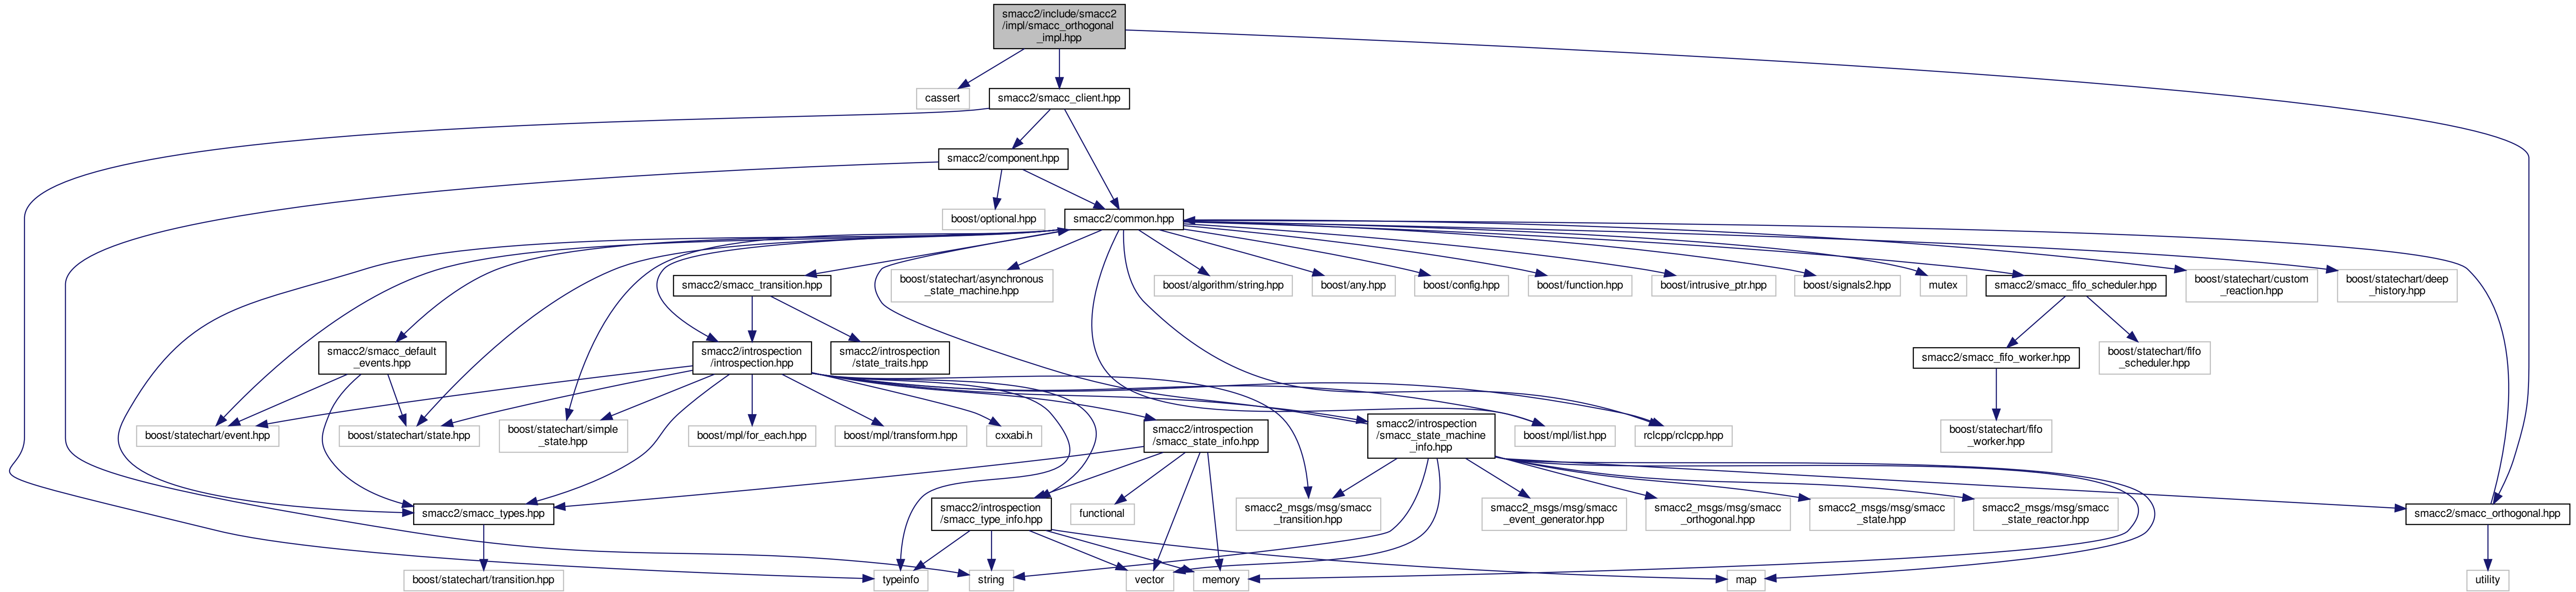 smacc2/include/smacc2
/impl/smacc_orthogonal
_impl.hpp
cassert
smacc2/smacc_client.hpp
smacc2/component.hpp
boost/optional.hpp
smacc2/common.hpp
smacc2/smacc_transition.hpp
boost/statechart/asynchronous
_state_machine.hpp
boost/algorithm/string.hpp
boost/any.hpp
boost/config.hpp
boost/function.hpp
boost/intrusive_ptr.hpp
boost/signals2.hpp
mutex
smacc2/smacc_fifo_scheduler.hpp
boost/statechart/custom
_reaction.hpp
boost/statechart/deep
_history.hpp
smacc2/smacc_default
_events.hpp
smacc2/introspection
/introspection.hpp
smacc2/introspection
/state_traits.hpp
smacc2/smacc_fifo_worker.hpp
boost/statechart/fifo
_scheduler.hpp
boost/statechart/event.hpp
boost/statechart/state.hpp
boost/statechart/simple
_state.hpp
boost/mpl/for_each.hpp
boost/mpl/transform.hpp
cxxabi.h
smacc2/introspection
/smacc_state_info.hpp
smacc2/introspection
/smacc_state_machine
_info.hpp
boost/mpl/list.hpp
rclcpp/rclcpp.hpp
boost/statechart/fifo
_worker.hpp
smacc2/smacc_types.hpp
smacc2/introspection
/smacc_type_info.hpp
functional
smacc2_msgs/msg/smacc
_transition.hpp
smacc2_msgs/msg/smacc
_event_generator.hpp
smacc2_msgs/msg/smacc
_orthogonal.hpp
smacc2_msgs/msg/smacc
_state.hpp
smacc2_msgs/msg/smacc
_state_reactor.hpp
smacc2/smacc_orthogonal.hpp
boost/statechart/transition.hpp
typeinfo
string
vector
memory
map
utility